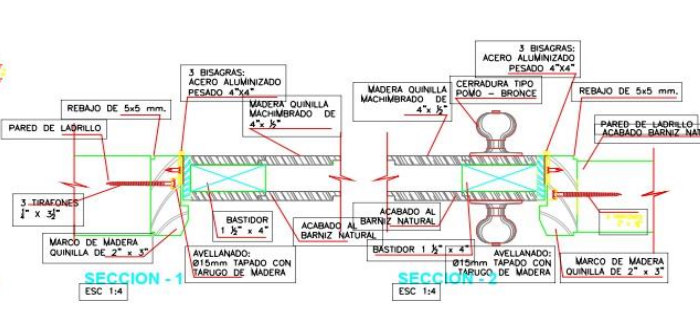 3 BISAGRAS:
ACERO ALUMINIZADO
PESADO 4"X4"
MADERA QUINILLA
MACHIMBRADO DE
4"x ½"
REBAJO DE 5x5 mm.
PARED DE LADRILLO
3 TIRAFONES
MARCO DE MADERA
QUINILLA DE 2" x 3"
BASTIDOR
1 ½" x 4"
ACABADO AL
BARNIZ NATURAL
AVELLANADO:
Ø15mm TAPADO CON
TARUGO DE MADERA
SECCION - 1
ESC 1:4
3 BISAGRAS:
ACERO ALUMINIZADO
PESADO 4"X4"
MADERA QUINILLA
MACHIMBRADO DE
4"x ½"
CERRADURA TIPO
POMO - BRONCE
REBAJO DE 5x5 mm.
PARED DE LADRILLO
ACABADO BARNIZ NAT
ACABADO AL
BARNIZ NATURAL
BASTIDOR 1 ½" x 4"
AVELLANADO:
Ø15mm TAPADO CON
TARUGO DE MADERA
MARCO DE MADERA
QUINILLA DE 2" x 3"
SECCION - 2
ESC 1:4